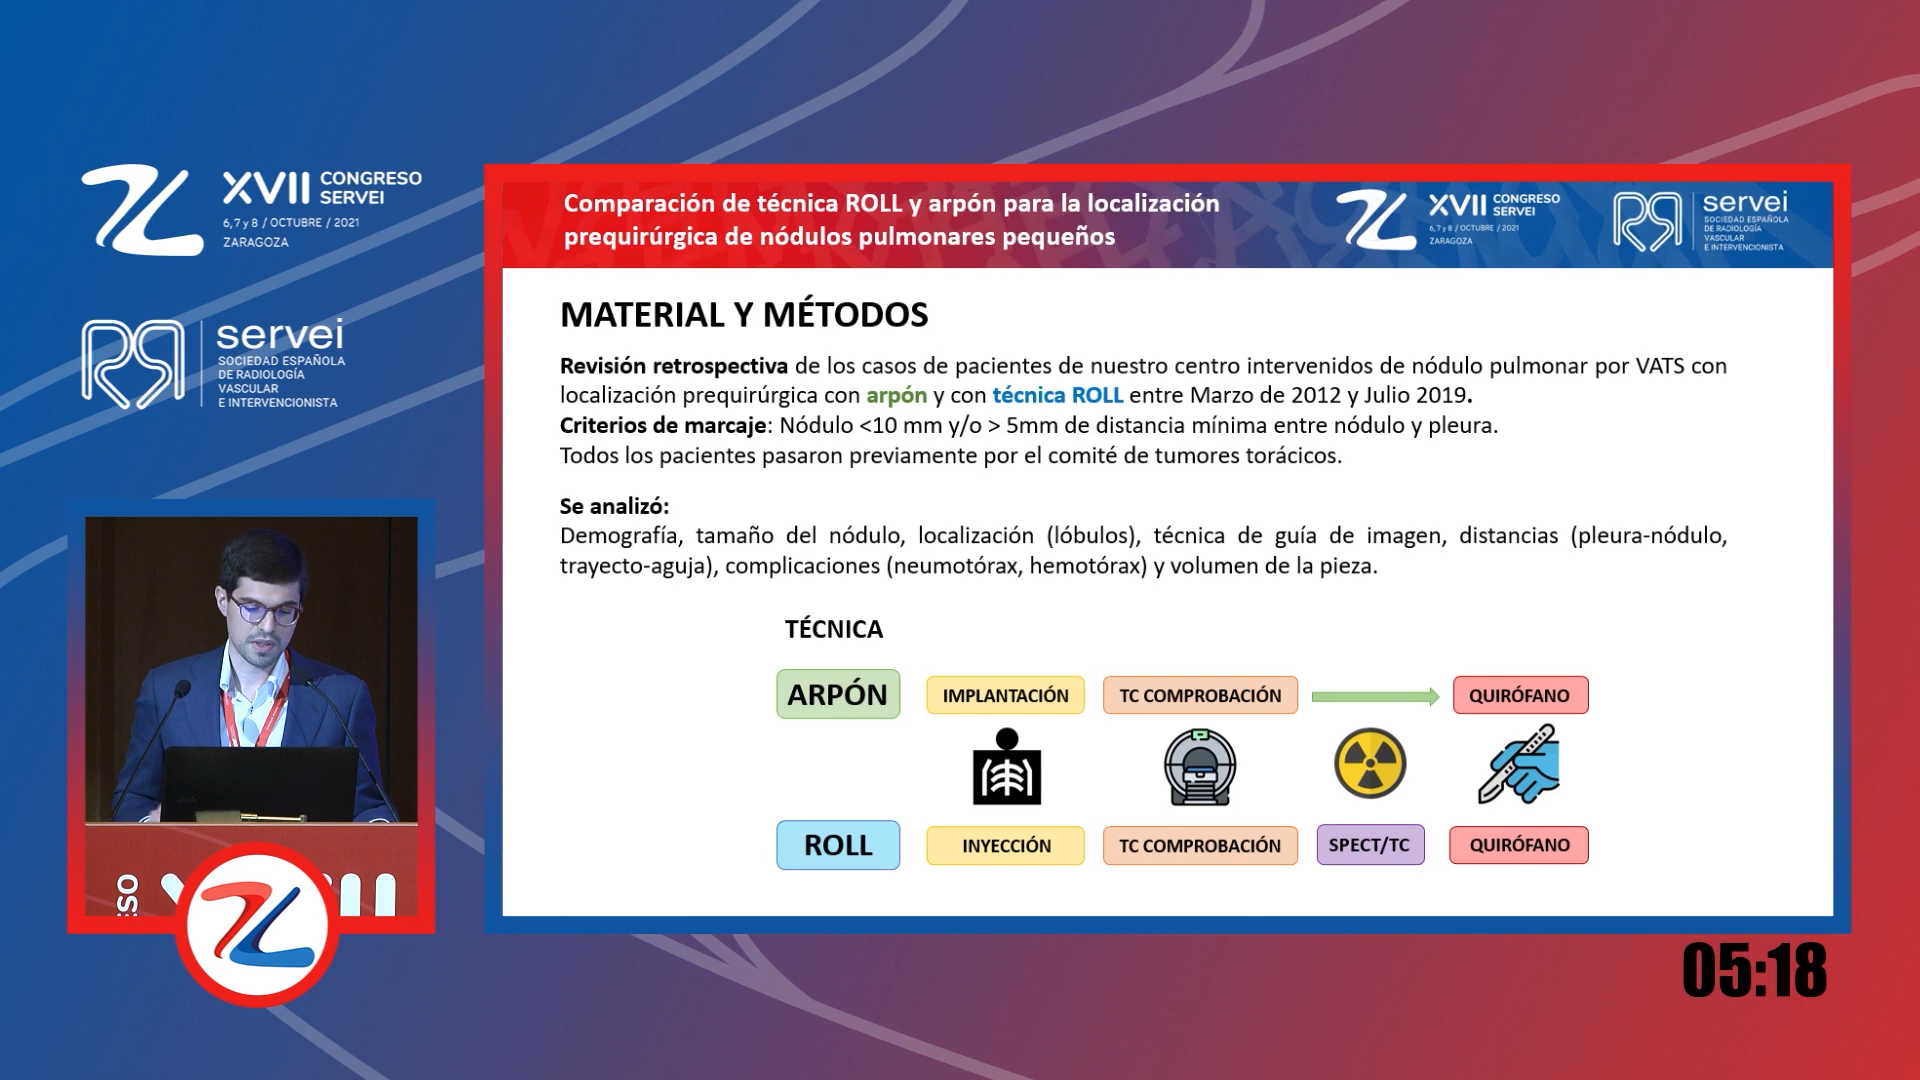 XVII CONGRESO
SERVEI
6, 7 y 8 / OCTUBRE / 2021
ZARAGOZA
servei
SOCIEDAD ESPAÑOLA
DE RADIOLOGÍA
VASCULAR
E INTERVENCIONISTA
Comparación de técnica ROLL y arpón para la localización
prequirúrgica de nódulos pulmonares pequeños
XVII CONGRESO
SERVEI
6, 7 y 8 / OCTUBRE / 2021
ZARAGOZA
servei
SOCIEDAD ESPAÑOLA
DE RADIOLOGÍA
VASCULAR
E INTERVENCIONISTA
MATERIAL Y MÉTODOS
Revisión retrospectiva de los casos de pacientes de nuestro centro intervenidos de nódulo pulmonar por VATS con
localización prequirúrgica con arpón y con técnica ROLL entre Marzo de 2012 y Julio 2019.
Criterios de marcaje: Nódulo <10 mm y/o > 5mm de distancia mínima entre nódulo y pleura.
Todos los pacientes pasaron previamente por el comité de tumores torácicos.
Se analizó:
Demografía, tamaño del nódulo, localización (lóbulos), técnica de guía de imagen, distancias (pleura-nódulo,
trayecto-aguja), complicaciones (neumotórax, hemotórax) y volumen de la pieza.
TÉCNICA
ARPÓN IMPLANTACIÓN TC COMPROBACIÓN QUIRÓFANO
ROLL INYECCIÓN TC COMPROBACIÓN SPECT/TC QUIRÓFANO
05:18